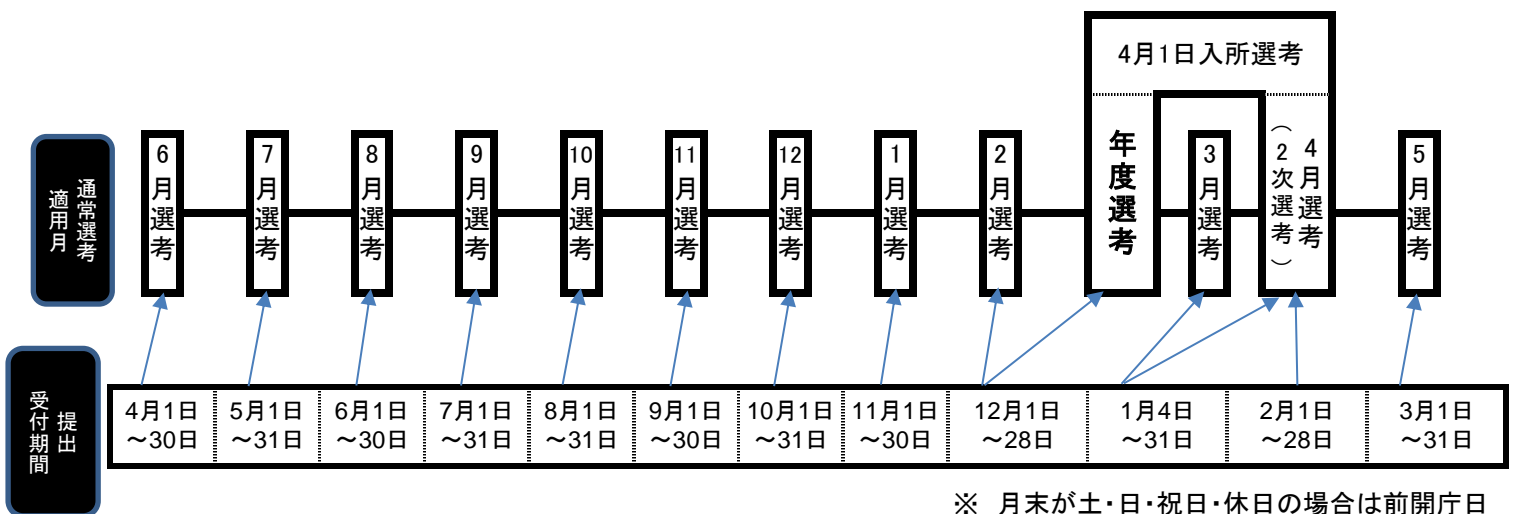 4月1日入所選考
通常選考
適用月
6月選考
7月選考
8月選考
9月選考
10月選考
11月選考
12月選考
1月選考
2月選考
年度選考
3月選考
4月選考
（2次選考）
5月選考
提出
受付期間
4月1日
～30日
5月1日
～31日
6月1日
～30日
7月1日
～31日
8月1日
～31日
9月1日
～30日
10月1日
～31日
11月1日
～30日
12月1日
～28日
1月4日
～31日
2月1日
～28日
3月1日
～31日
※ 月末が土・日・祝日・休日の場合は前開庁日